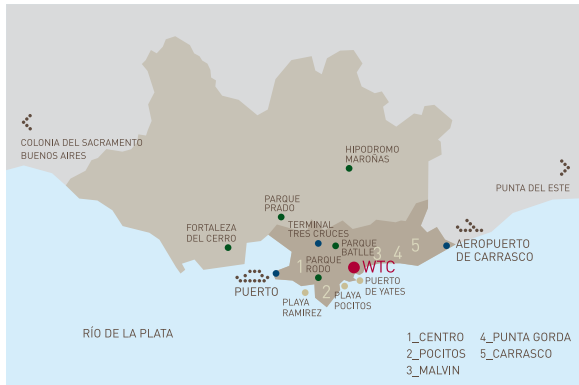 COLONIA DEL SACRAMENTO
BUENOS AIRES
HIPODROMO
MAROÑAS
PUNTA DEL ESTE
PARQUE
PRADO
FORTALEZA
DEL CERRO
TERMINAL
TRES CRUCES
PARQUE
BATLLE
3
4
5
AEROPUERTO
DE CARRASCO
1
PARQUE
RODO
WTC
PUERTO
PUERTO
DE YATES
2
PLAYA
RAMIREZ
PLAYA
POCITOS
RÍO DE LA PLATA
1_CENTRO
2_POCITOS
3_MALVIN
4_PUNTA GORDA
5_CARRASCO